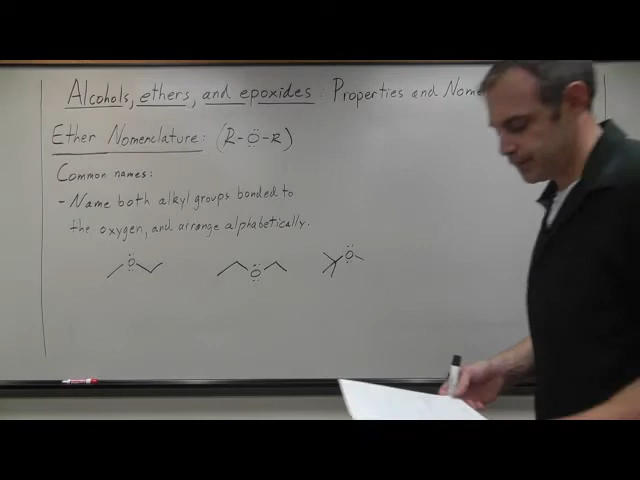 Alcohols, ethers, and epoxides : Properties and Nom
Ether Nomenclature: (R-O-R)
Common names:
- Name both alkyl groups bonded to
the oxygen, and arrange alphabetically.
O O O